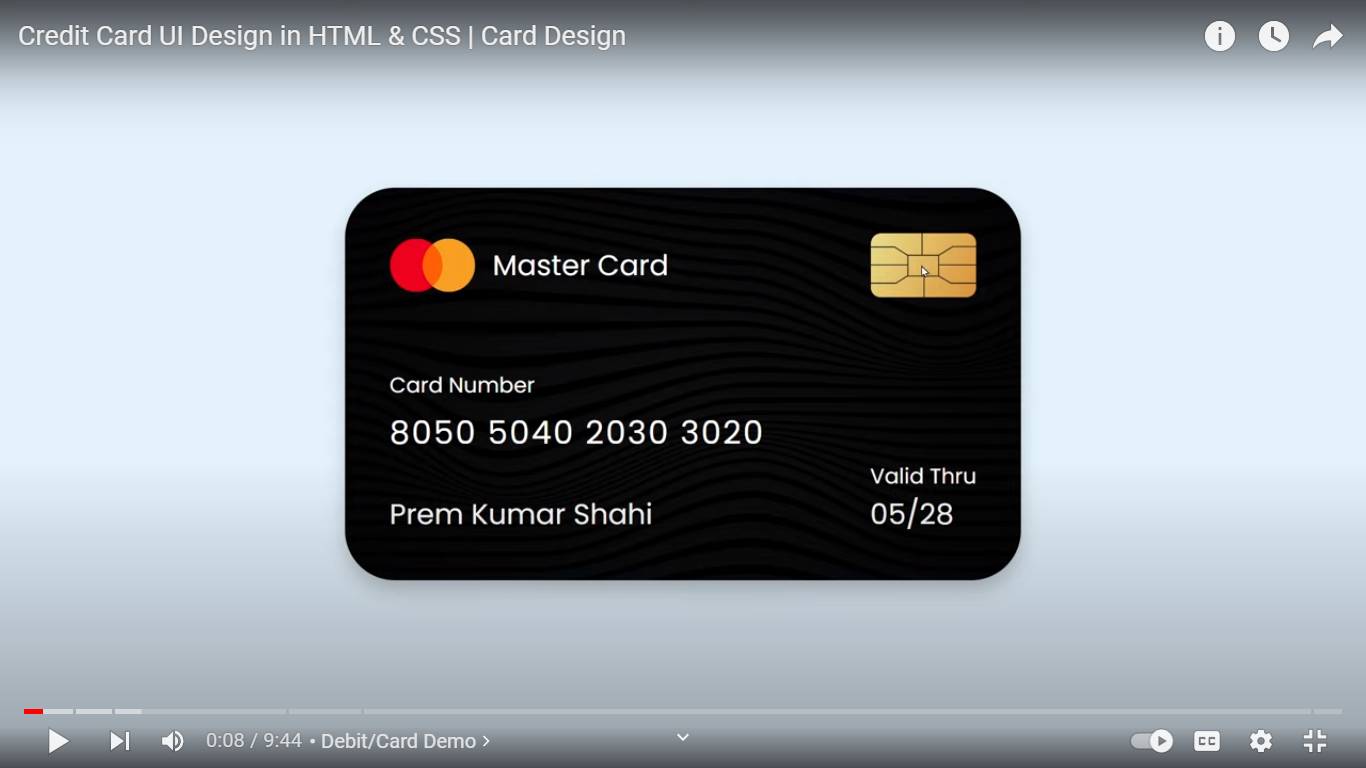 Credit Card UI Design in HTML & CSS | Card Design
Master Card
Card Number
8050 5040 2030 3020
Valid Thru
Prem Kumar Shahi
05/28
0:08 / 9:44 • Debit/Card Demo
CC